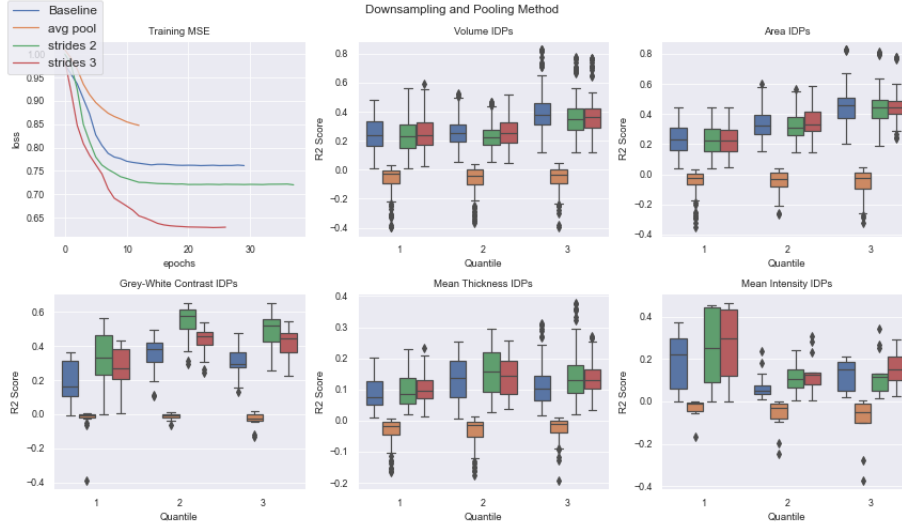 Downsampling and Pooling Method
Baseline
avg pool
strides 2
strides 3
Training MSE
1.00
0.95
0.90
0.85
0.80
0.75
0.70
0.65
loss
0
10
20
30
epochs
Volume IDPs
0.8
0.6
0.4
0.2
0.0
−0.2
−0.4
R2 Score
1
2
3
Quantile
Area IDPs
0.8
0.6
0.4
0.2
0.0
−0.2
−0.4
R2 Score
1
2
3
Quantile
Grey-White Contrast IDPs
0.6
0.4
0.2
0.0
−0.2
−0.4
R2 Score
1
2
3
Quantile
Mean Thickness IDPs
0.4
0.3
0.2
0.1
0.0
−0.1
−0.2
R2 Score
1
2
3
Quantile
Mean Intensity IDPs
0.4
0.2
0.0
−0.2
−0.4
R2 Score
1
2
3
Quantile